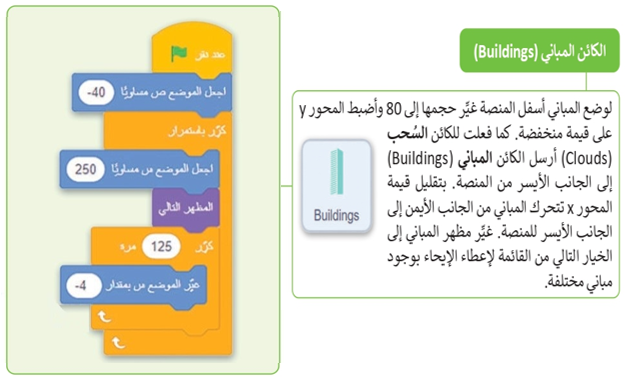 الكائن المباني (Buildings)
لوضع المباني أسفل المنصة غيِّر حجمها إلى 80 وأضبط المحور y
على قيمة منخفضة. كما فعلت للكائن السُحب
(Clouds) أرسل الكائن المباني (Buildings)
إلى الجانب الأيسر من المنصة. بتقليل قيمة
المحور x تتحرك المباني من الجانب الأيمن إلى
الجانب الأيسر للمنصة. غيِّر مظهر المباني إلى
الخيار التالي من القائمة لإعطاء الإيحاء بوجود
مباني مختلفة.
Buildings
عند نقر
اجعل الموضع ص مساويًا 40-
كرّر باستمرار
اجعل الموضع س مساويًا 250
المظهر التالي
كرّر 125 مرة
غيّر الموضع س بمقدار 4-